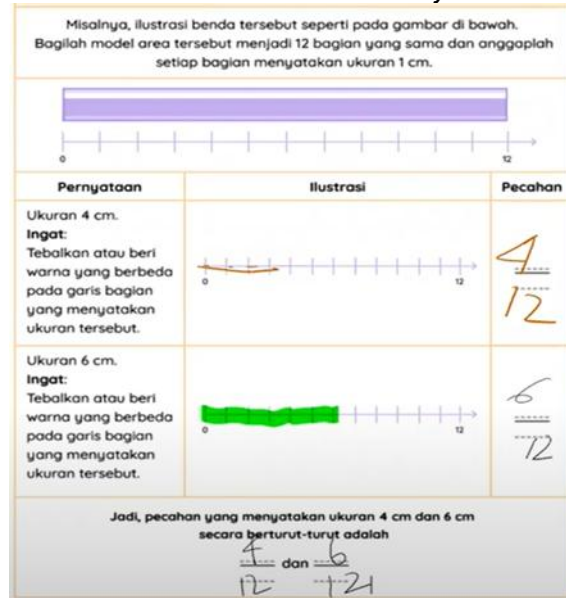 Misalnya, ilustrasi benda tersebut seperti pada gambar di bawah.
Bagilah model area tersebut menjadi 12 bagian yang sama dan anggaplah
setiap bagian menyatakan ukuran 1 cm.
0 12
Pernyataan Ilustrasi Pecahan
Ukuran 4 cm.
Ingat:
Tebalkan atau beri
warna yang berbeda
pada garis bagian
yang menyatakan
ukuran tersebut.
0 12
4
12
Ukuran 6 cm.
Ingat:
Tebalkan atau beri
warna yang berbeda
pada garis bagian
yang menyatakan
ukuran tersebut.
0 12
6
12
Jadi, pecahan yang menyatakan ukuran 4 cm dan 6 cm
secara berturut-turut adalah
4 dan 6
12 12